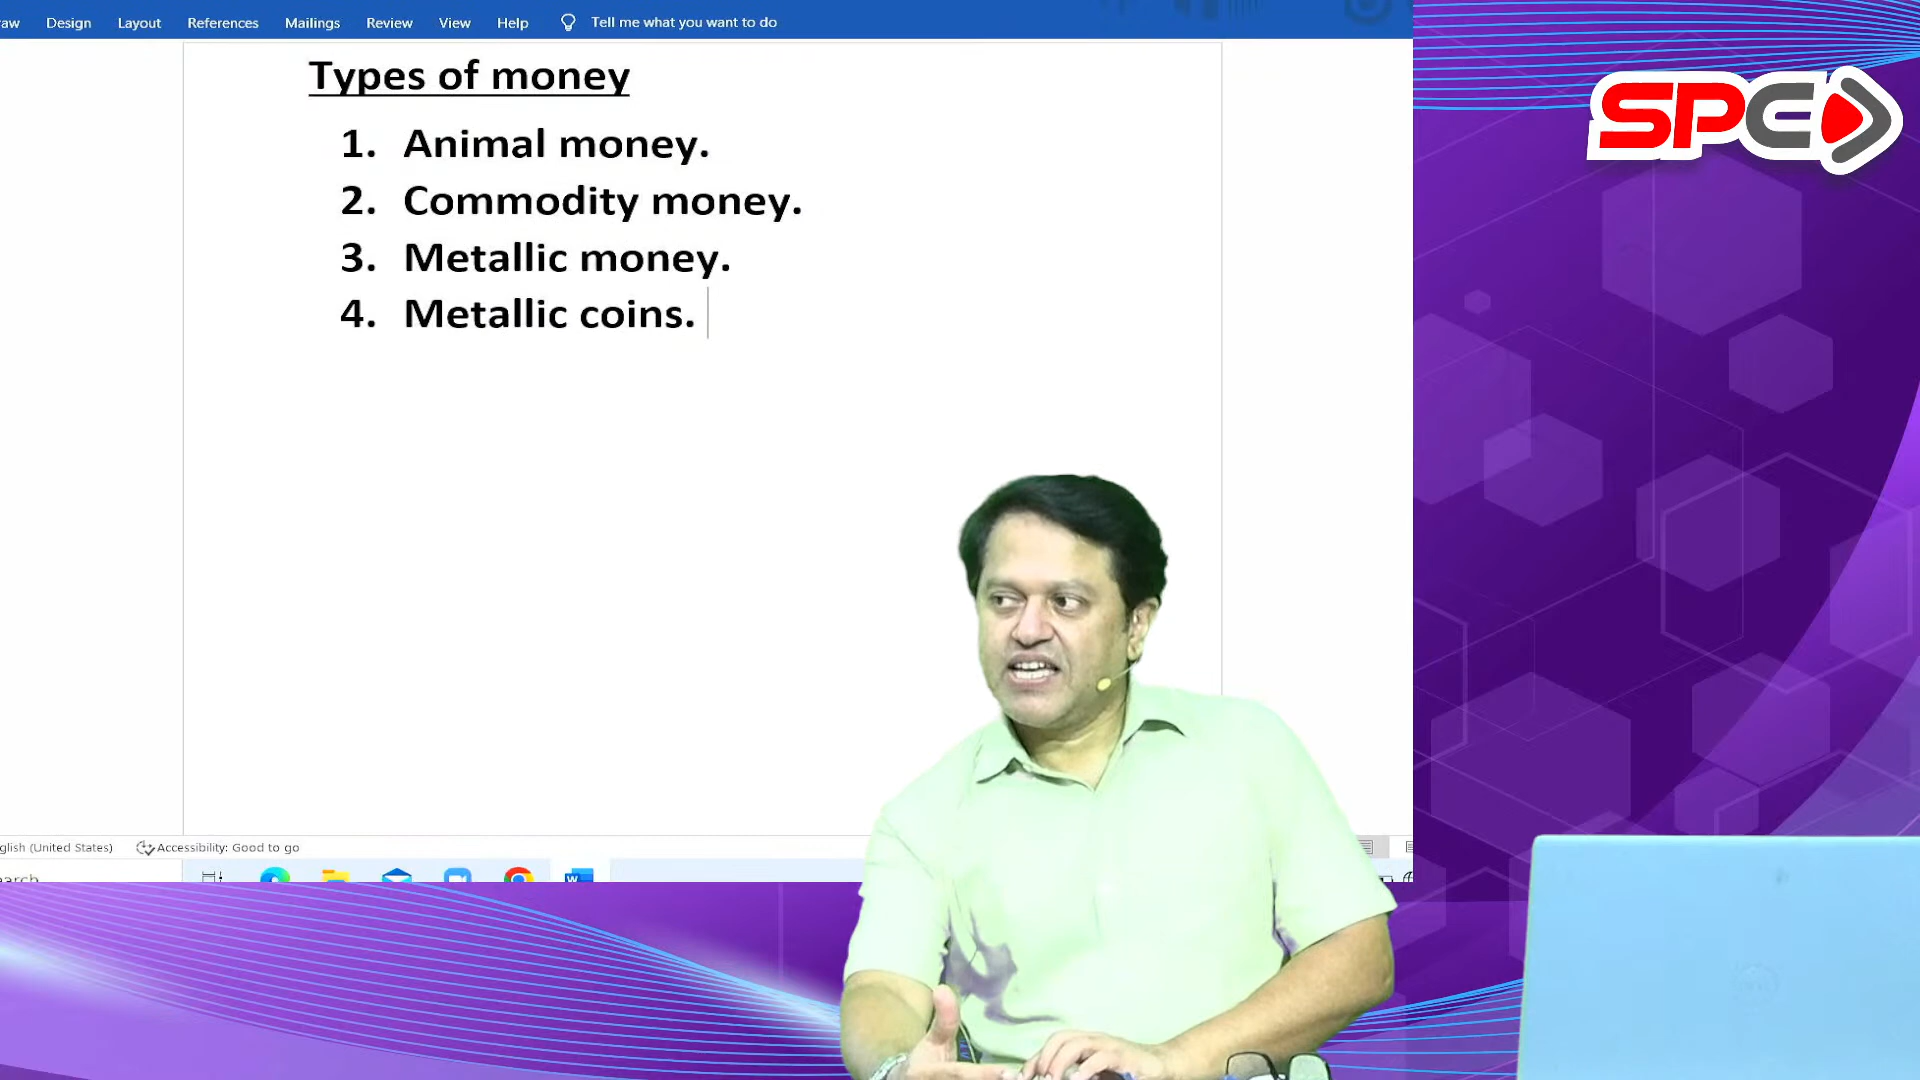 aw Design Layout References Mailings Review View Help Tell me what you want to do
SPE
Types of money
1. Animal money.
2. Commodity money.
3. Metallic money.
4. Metallic coins.
glish (United States) Accessibility: Good to go
earch